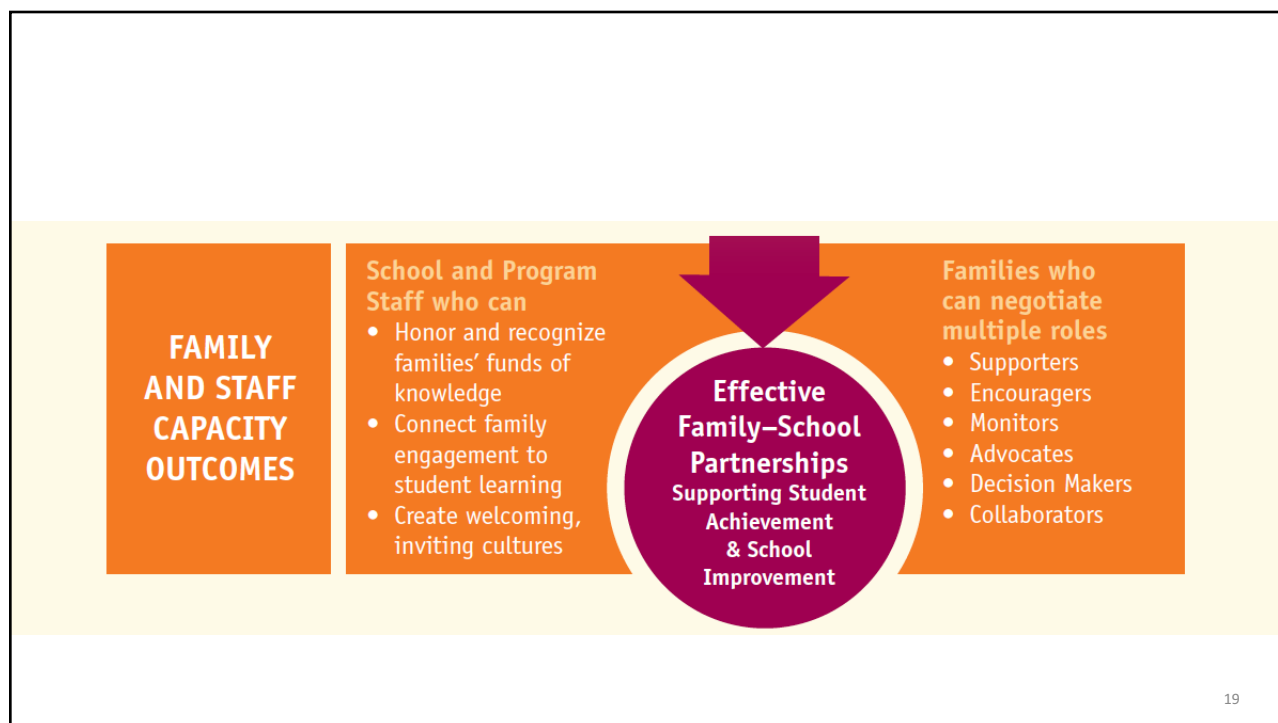 FAMILY
AND STAFF
CAPACITY
OUTCOMES
School and Program
Staff who can
• Honor and recognize
families’ funds of
knowledge
• Connect family
engagement to
student learning
• Create welcoming,
inviting cultures
Effective
Family–School
Partnerships
Supporting Student
Achievement
& School
Improvement
Families who
can negotiate
multiple roles
• Supporters
• Encouragers
• Monitors
• Advocates
• Decision Makers
• Collaborators
19